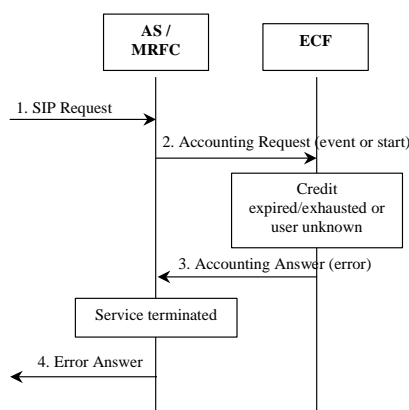 AS /
MRFC
ECF
1. SIP Request
2. Accounting Request (event or start)
Credit
expired/exhausted or
user unknown
3. Accounting Answer (error)
Service terminated
4. Error Answer